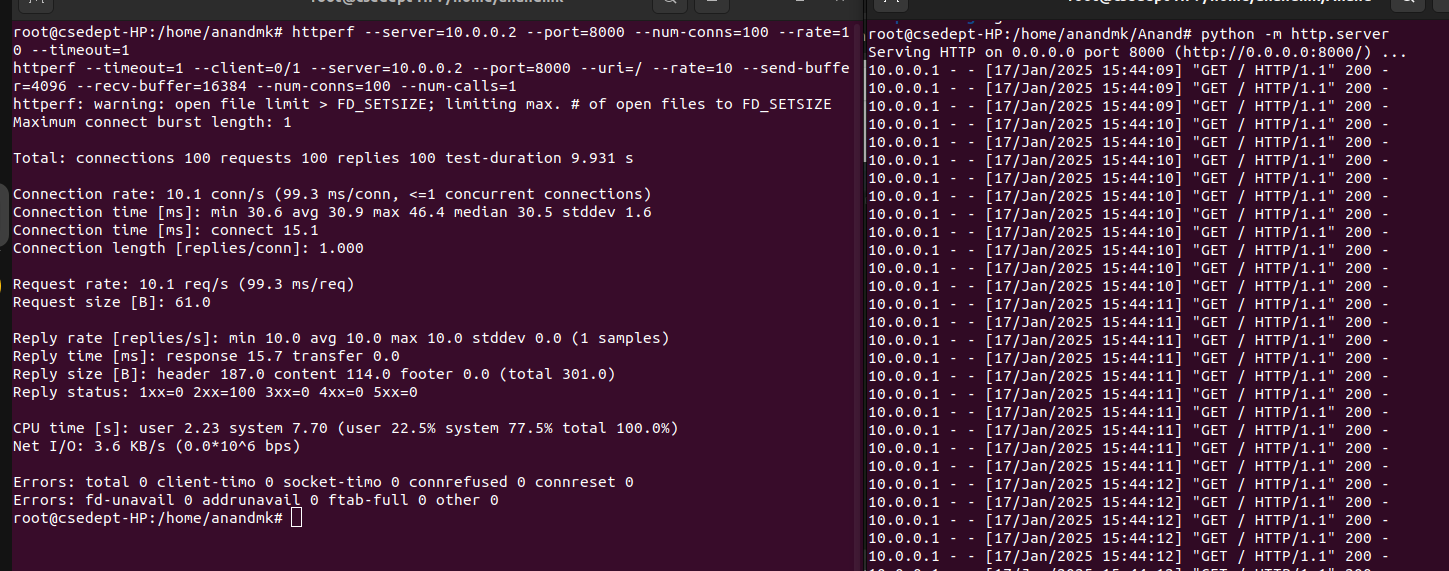 root@csedept-HP:/home/anandmk# httperf --server=10.0.0.2 --port=8000 --num-conns=100 --rate=1
0 --timeout=1
httperf --timeout=1 --client=0/1 --server=10.0.0.2 --port=8000 --uri=/ --rate=10 --send-buffe
r=4096 --recv-buffer=16384 --num-conns=100 --num-calls=1
httperf: warning: open file limit > FD_SETSIZE; limiting max. # of open files to FD_SETSIZE
Maximum connect burst length: 1

Total: connections 100 requests 100 replies 100 test-duration 9.931 s

Connection rate: 10.1 conn/s (99.3 ms/conn, <=1 concurrent connections)
Connection time [ms]: min 30.6 avg 30.9 max 46.4 median 30.5 stddev 1.6
Connection time [ms]: connect 15.1
Connection length [replies/conn]: 1.000

Request rate: 10.1 req/s (99.3 ms/req)
Request size [B]: 61.0

Reply rate [replies/s]: min 10.0 avg 10.0 max 10.0 stddev 0.0 (1 samples)
Reply time [ms]: response 15.7 transfer 0.0
Reply size [B]: header 187.0 content 114.0 footer 0.0 (total 301.0)
Reply status: 1xx=0 2xx=100 3xx=0 4xx=0 5xx=0

CPU time [s]: user 2.23 system 7.70 (user 22.5% system 77.5% total 100.0%)
Net I/O: 3.6 KB/s (0.0*10^6 bps)

Errors: total 0 client-timo 0 socket-timo 0 connrefused 0 connreset 0
Errors: fd-unavail 0 addrunavail 0 ftab-full 0 other 0
root@csedept-HP:/home/anandmk#
root@csedept-HP:/home/anandmk/Anand# python -m http.server
Serving HTTP on 0.0.0.0 port 8000 (http://0.0.0.0:8000/) ...
10.0.0.1 - - [17/Jan/2025 15:44:09] "GET / HTTP/1.1" 200 -
10.0.0.1 - - [17/Jan/2025 15:44:09] "GET / HTTP/1.1" 200 -
10.0.0.1 - - [17/Jan/2025 15:44:09] "GET / HTTP/1.1" 200 -
10.0.0.1 - - [17/Jan/2025 15:44:10] "GET / HTTP/1.1" 200 -
10.0.0.1 - - [17/Jan/2025 15:44:10] "GET / HTTP/1.1" 200 -
10.0.0.1 - - [17/Jan/2025 15:44:10] "GET / HTTP/1.1" 200 -
10.0.0.1 - - [17/Jan/2025 15:44:10] "GET / HTTP/1.1" 200 -
10.0.0.1 - - [17/Jan/2025 15:44:10] "GET / HTTP/1.1" 200 -
10.0.0.1 - - [17/Jan/2025 15:44:10] "GET / HTTP/1.1" 200 -
10.0.0.1 - - [17/Jan/2025 15:44:10] "GET / HTTP/1.1" 200 -
10.0.0.1 - - [17/Jan/2025 15:44:10] "GET / HTTP/1.1" 200 -
10.0.0.1 - - [17/Jan/2025 15:44:10] "GET / HTTP/1.1" 200 -
10.0.0.1 - - [17/Jan/2025 15:44:10] "GET / HTTP/1.1" 200 -
10.0.0.1 - - [17/Jan/2025 15:44:11] "GET / HTTP/1.1" 200 -
10.0.0.1 - - [17/Jan/2025 15:44:11] "GET / HTTP/1.1" 200 -
10.0.0.1 - - [17/Jan/2025 15:44:11] "GET / HTTP/1.1" 200 -
10.0.0.1 - - [17/Jan/2025 15:44:11] "GET / HTTP/1.1" 200 -
10.0.0.1 - - [17/Jan/2025 15:44:11] "GET / HTTP/1.1" 200 -
10.0.0.1 - - [17/Jan/2025 15:44:11] "GET / HTTP/1.1" 200 -
10.0.0.1 - - [17/Jan/2025 15:44:11] "GET / HTTP/1.1" 200 -
10.0.0.1 - - [17/Jan/2025 15:44:11] "GET / HTTP/1.1" 200 -
10.0.0.1 - - [17/Jan/2025 15:44:11] "GET / HTTP/1.1" 200 -
10.0.0.1 - - [17/Jan/2025 15:44:11] "GET / HTTP/1.1" 200 -
10.0.0.1 - - [17/Jan/2025 15:44:12] "GET / HTTP/1.1" 200 -
10.0.0.1 - - [17/Jan/2025 15:44:12] "GET / HTTP/1.1" 200 -
10.0.0.1 - - [17/Jan/2025 15:44:12] "GET / HTTP/1.1" 200 -
10.0.0.1 - - [17/Jan/2025 15:44:12] "GET / HTTP/1.1" 200 -
10.0.0.1 - - [17/Jan/2025 15:44:12] "GET / HTTP/1.1" 200 -